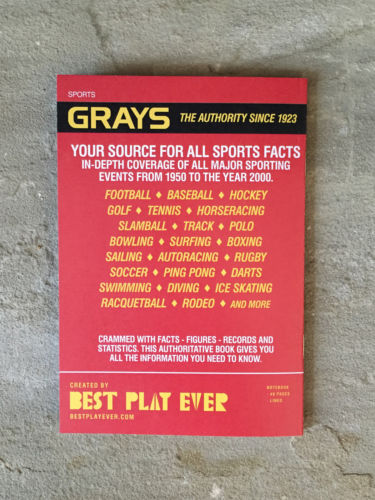 SPORTS
GRAYS THE AUTHORITY SINCE 1923
YOUR SOURCE FOR ALL SPORTS FACTS
IN-DEPTH COVERAGE OF ALL MAJOR SPORTING
EVENTS FROM 1950 TO THE YEAR 2000.
FOOTBALL ♦ BASEBALL ♦ HOCKEY
GOLF ♦ TENNIS ♦ HORSERACING
SLAMBALL ♦ TRACK ♦ POLO
BOWLING ♦ SURFING ♦ BOXING
SAILING ♦ AUTORACING ♦ RUGBY
SOCCER ♦ PING PONG ♦ DARTS
SWIMMING ♦ DIVING ♦ ICE SKATING
RACQUETBALL ♦ RODEO ♦ AND MORE
CRAMMED WITH FACTS - FIGURES - RECORDS AND
STATISTICS. THIS AUTHORITATIVE BOOK GIVES YOU
ALL THE INFORMATION YOU NEED TO KNOW.
CREATED BY
BEST PLAY EVER
BESTPLAYEVER.COM
NOTEBOOK
PAGES
LINED